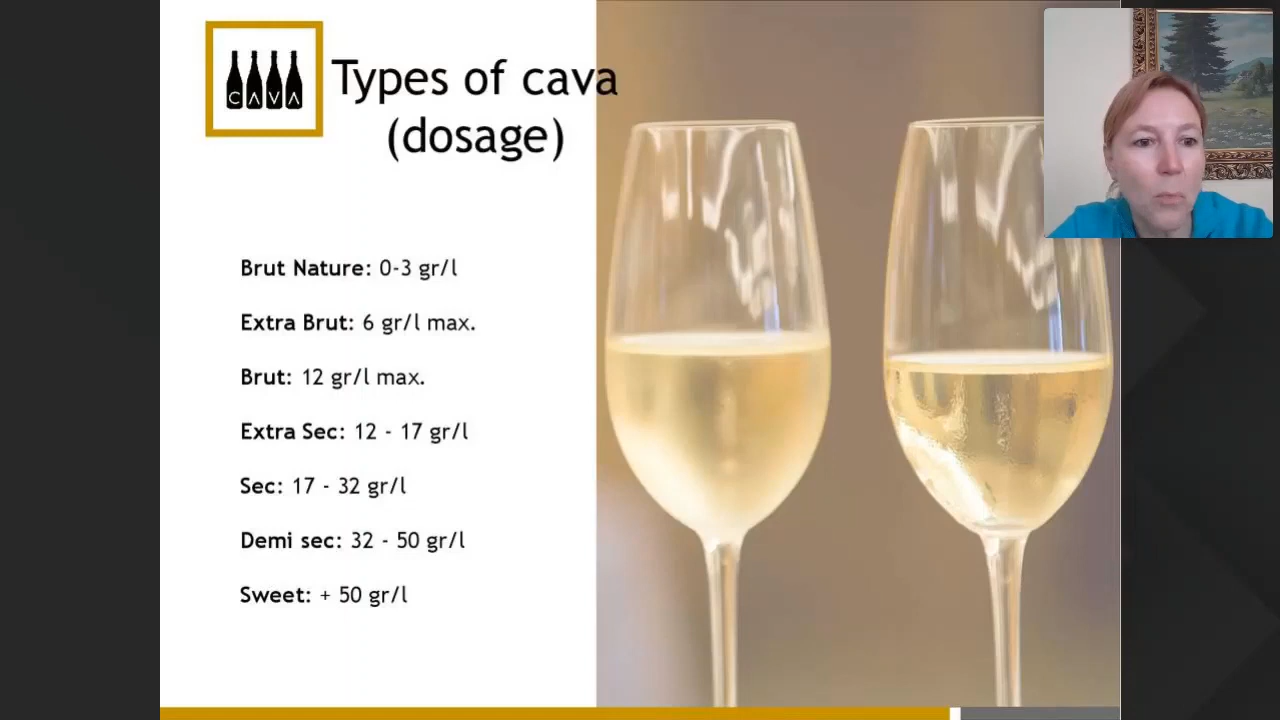 CAVA
Types of cava
(dosage)
Brut Nature: 0-3 gr/l
Extra Brut: 6 gr/l max.
Brut: 12 gr/l max.
Extra Sec: 12 - 17 gr/l
Sec: 17 - 32 gr/l
Demi sec: 32 - 50 gr/l
Sweet: + 50 gr/l